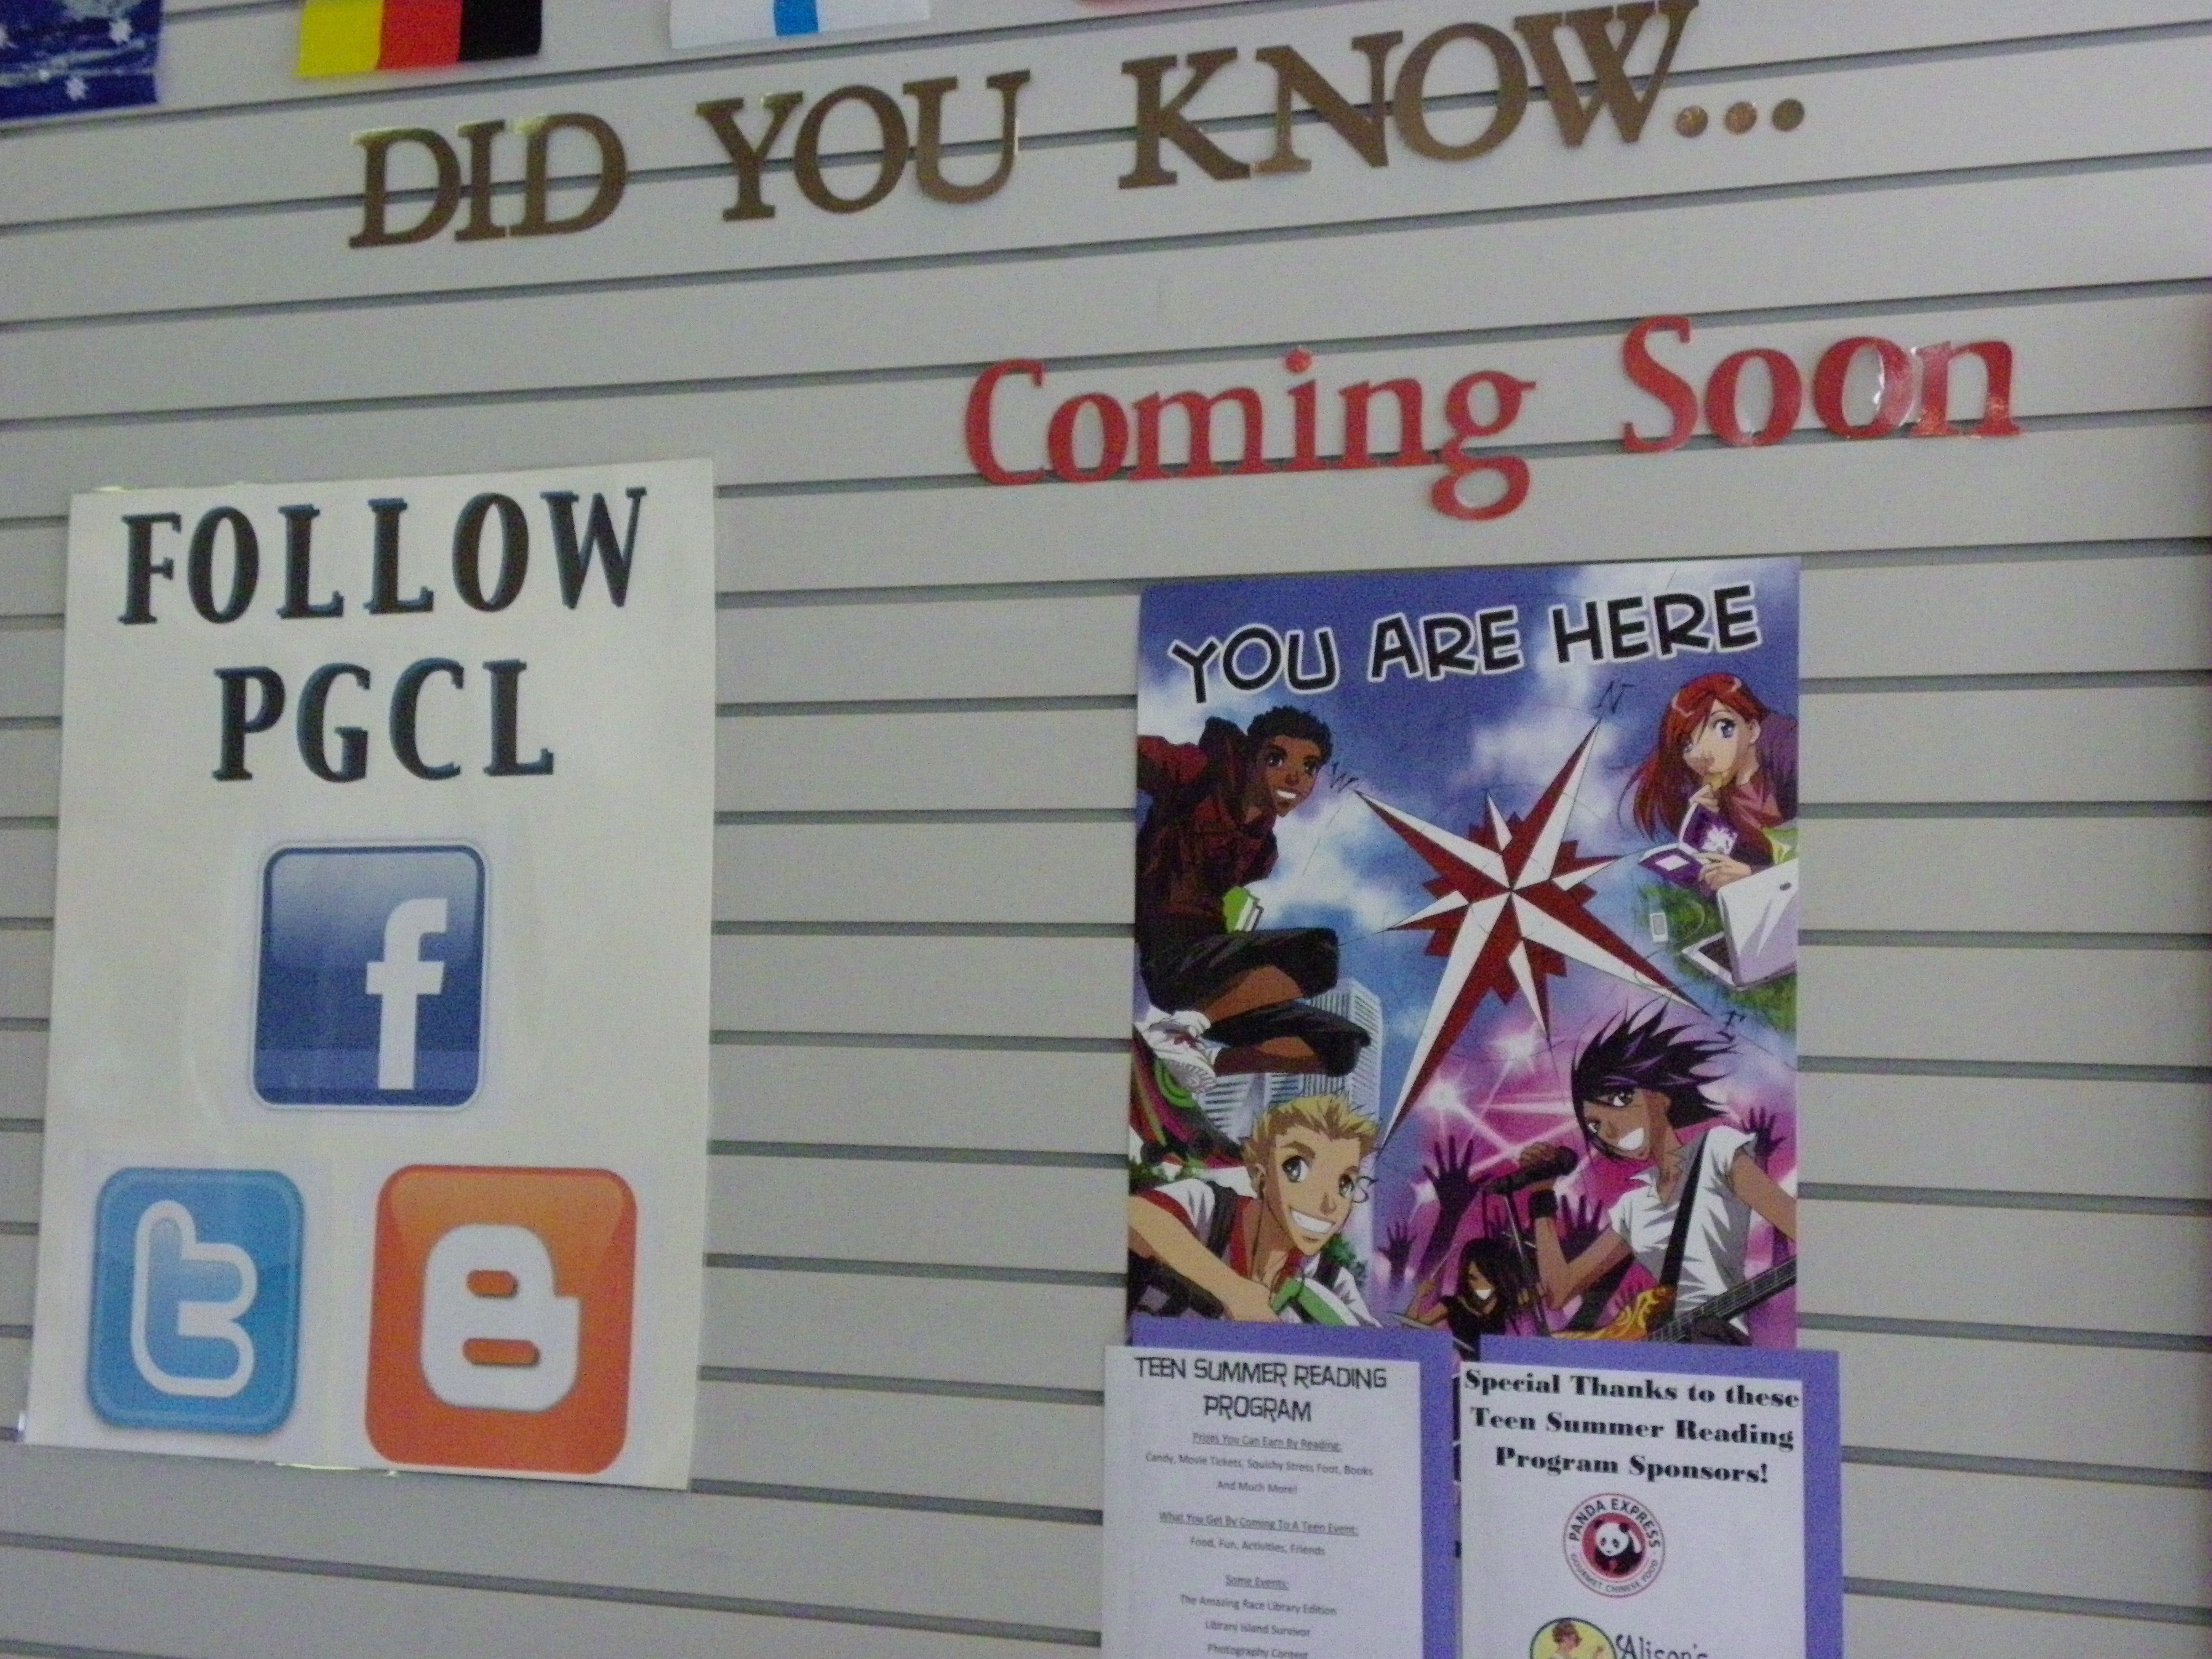 DID YOU KNOW...
Coming Soon
FOLLOW
PGCL
f
t
B
YOU ARE HERE
N
W
E
S
TEEN SUMMER READING
PROGRAM
Prizes You Can Earn By Reading:
Candy, Movie Tickets, Squishy Stress Foot, Books
And Much More!
What You Get By Coming To A Teen Event:
Food, Fun, Activities, Friends
Some Events:
The Amazing Race Library Edition
Library Island Survivor
Photography Contest
Special Thanks to these
Teen Summer Reading
Program Sponsors!
PANDA EXPRESS
GOURMET CHINESE FOOD
Alison's